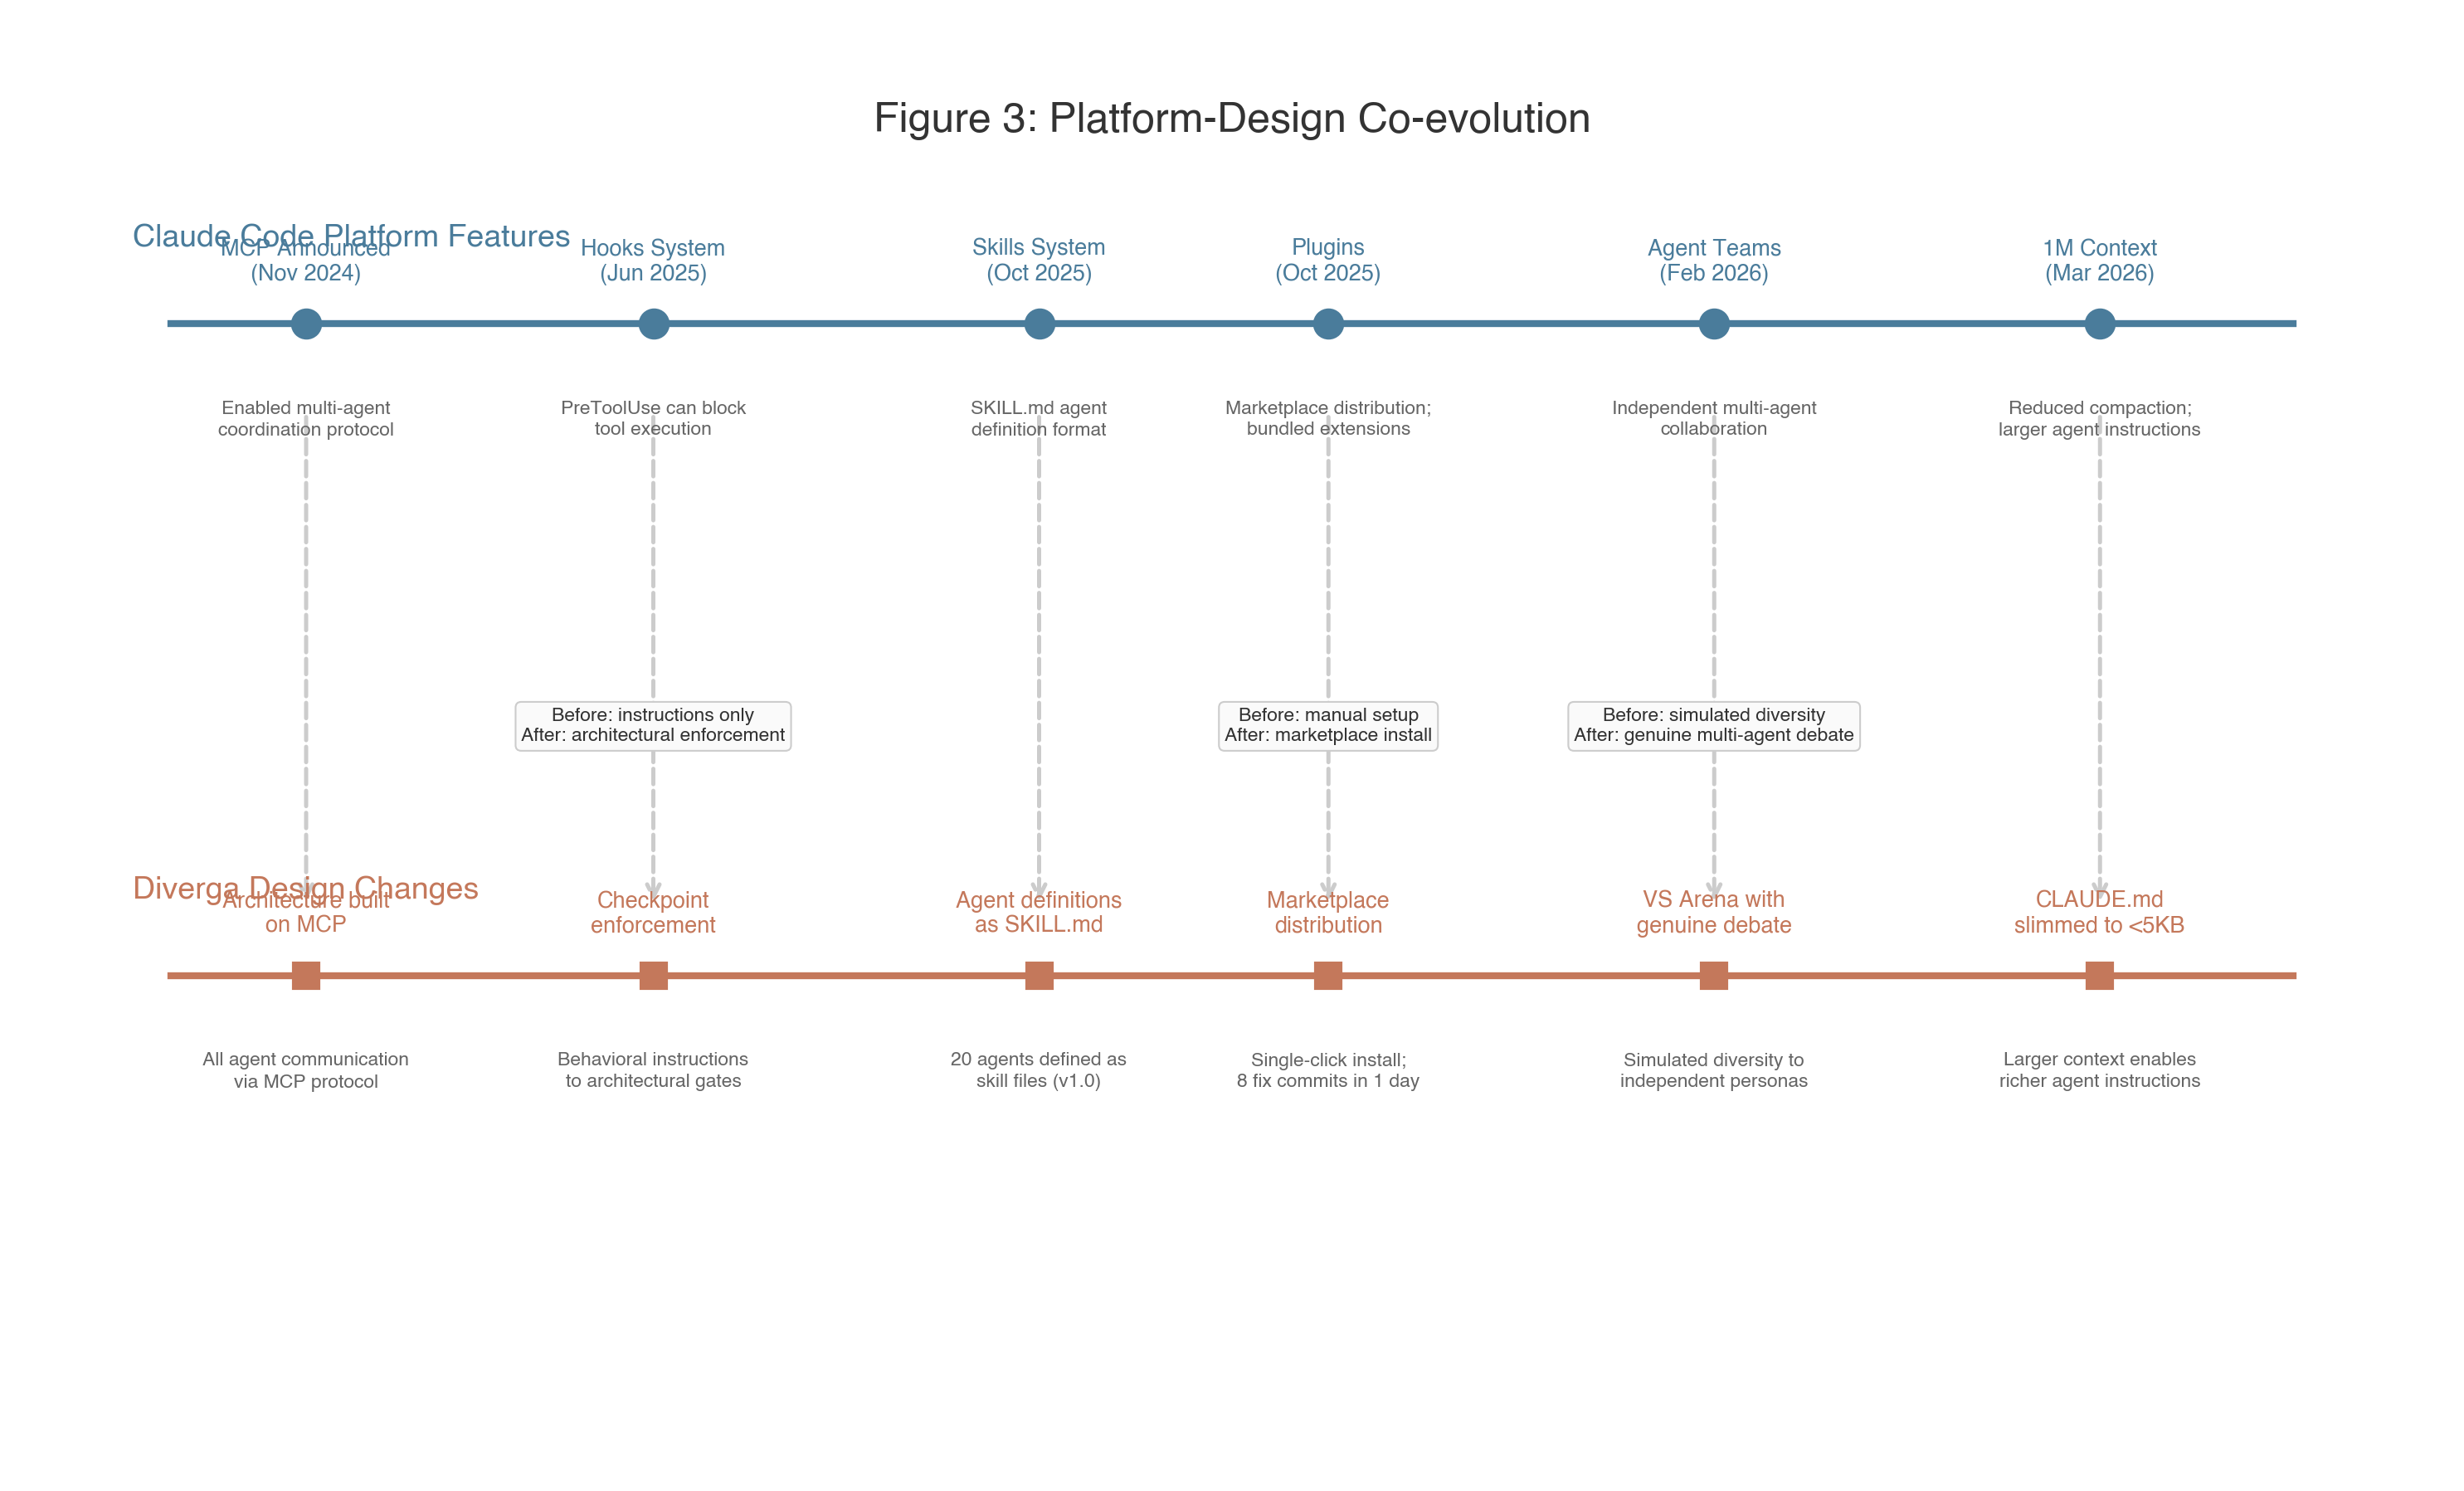 Figure 3: Platform-Design Co-evolution
Claude Code Platform Features
MCP Announced
(Nov 2024)
Hooks System
(Jun 2025)
Skills System
(Oct 2025)
Plugins
(Oct 2025)
Agent Teams
(Feb 2026)
1M Context
(Mar 2026)
Enabled multi-agent
coordination protocol
PreToolUse can block
tool execution
SKILL.md agent
definition format
Marketplace distribution;
bundled extensions
Independent multi-agent
collaboration
Reduced compaction;
larger agent instructions
Before: instructions only
After: architectural enforcement
Before: manual setup
After: marketplace install
Before: simulated diversity
After: genuine multi-agent debate
Diverga Design Changes
Architecture built
on MCP
Checkpoint
enforcement
Agent definitions
as SKILL.md
Marketplace
distribution
VS Arena with
genuine debate
CLAUDE.md
slimmed to <5KB
All agent communication
via MCP protocol
Behavioral instructions
to architectural gates
20 agents defined as
skill files (v1.0)
Single-click install;
8 fix commits in 1 day
Simulated diversity to
independent personas
Larger context enables
richer agent instructions